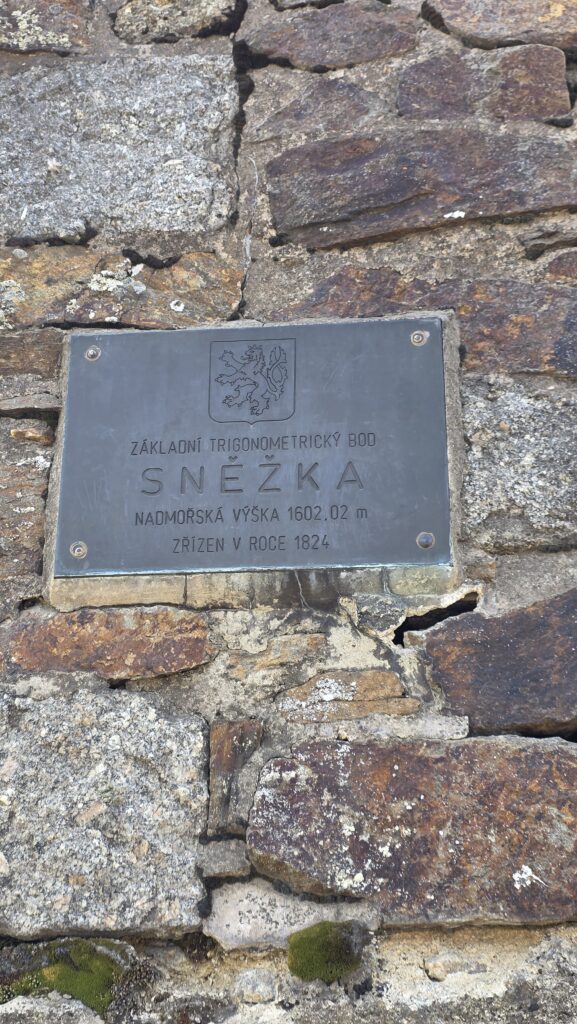 ZÁKLADNÍ TRIGONOMETRICKÝ BOD
SNĚŽKA
NADMOŘSKÁ VÝŠKA 1602,02 m
ZŘÍZEN V ROCE 1824